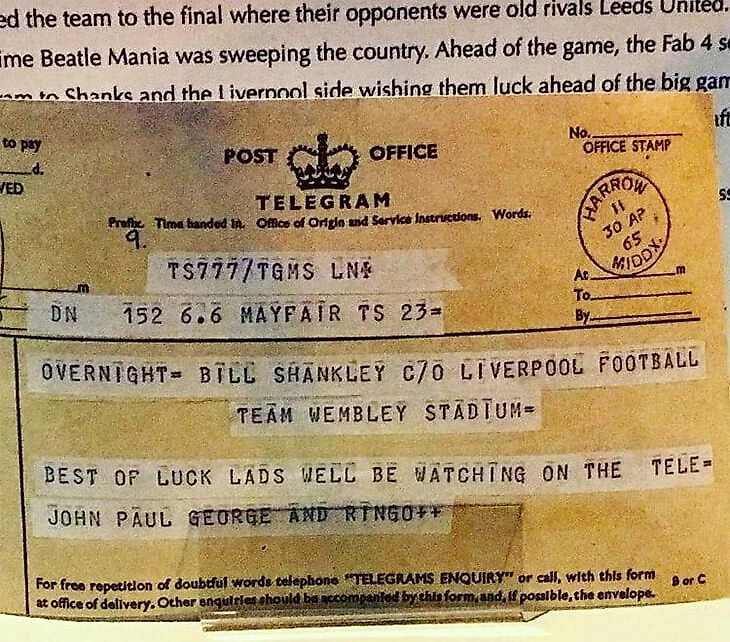 ed the team to the final where their opponents were old rivals Leeds United.
ime Beatle Mania was sweeping the country. Ahead of the game, the Fab 4 s
am to Shanks and the Liverpool side wishing them luck ahead of the big gam
aft
ss
to pay
d.
VED
POST OFFICE
TELEGRAM
No.
OFFICE STAMP
Prefix. Time handed in. Office of Origin and Service Instructions. Words.
9.
HARROW
11
30 AP
65
MIDDX.
TS777/TGMS LN
m
At m
To
By
DN 152 6.6 MAYFAIR TS 23=
OVERNIGHT= BILL SHANKLEY C/O LIVERPOOL FOOTBALL
TEAM WEMBLEY STADIUM=
BEST OF LUCK LADS WELL BE WATCHING ON THE TELE=
JOHN PAUL GEORGE AND RINGO++
For free repetition of doubtful words telephone "TELEGRAMS ENQUIRY" or call, with this form
at office of delivery. Other enquiries should be accompanied by this form, and, if possible, the envelope.
B or C